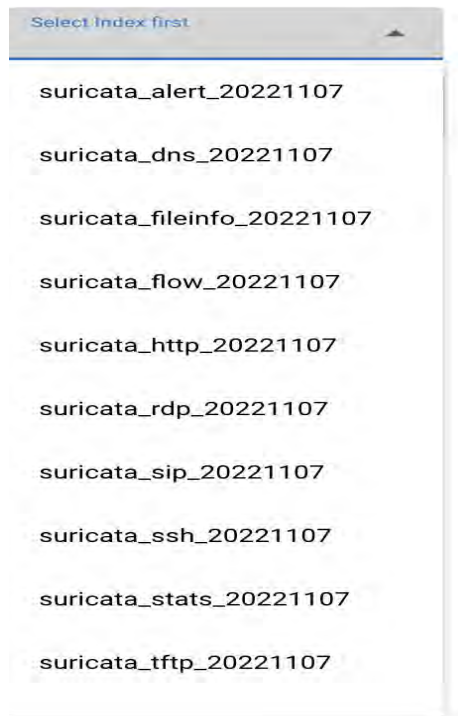 Select Index first
suricata_alert_20221107
suricata_dns_20221107
suricata_fileinfo_20221107
suricata_flow_20221107
suricata_http_20221107
suricata_rdp_20221107
suricata_sip_20221107
suricata_ssh_20221107
suricata_stats_20221107
suricata_tftp_20221107